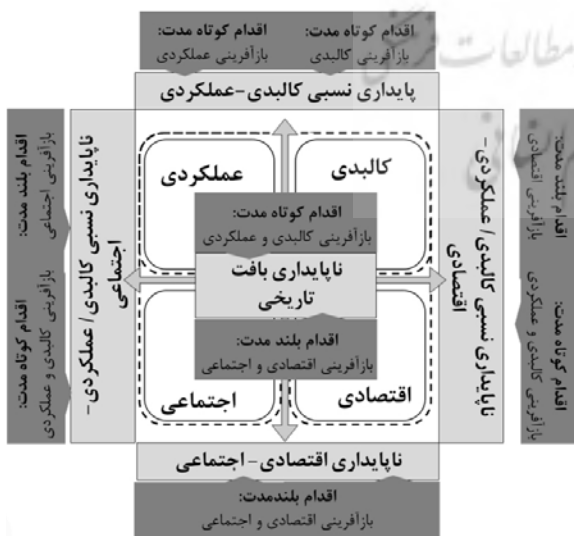 اقدام کوتاه مدت:
بازآفرینی کالبدی
اقدام کوتاه مدت:
بازآفرینی عملکردی
پایداری نسبی کالبدی-عملکردی
کالبدی
عملکردی
اقدام کوتاه مدت:
بازآفرینی کالبدی و عملکردی
ناپایداری بافت
تاریخی
اقدام بلند مدت:
بازآفرینی اقتصادی و اجتماعی
اقتصادی
اجتماعی
اقدام بلند مدت:
بازآفرینی اقتصادی
اقدام کوتاه مدت:
بازآفرینی کالبدی و عملکردی
ناپایداری نسبی کالبدی/ عملکردی-
اقتصادی
ناپایداری نسبی کالبدی/ عملکردی-
اجتماعی
اقدام بلند مدت:
بازآفرینی اجتماعی
اقدام کوتاه مدت:
بازآفرینی کالبدی و عملکردی
ناپایداری اقتصادی-اجتماعی
اقدام بلندمدت:
بازآفرینی اقتصادی و اجتماعی
مطالعات فرهنگی